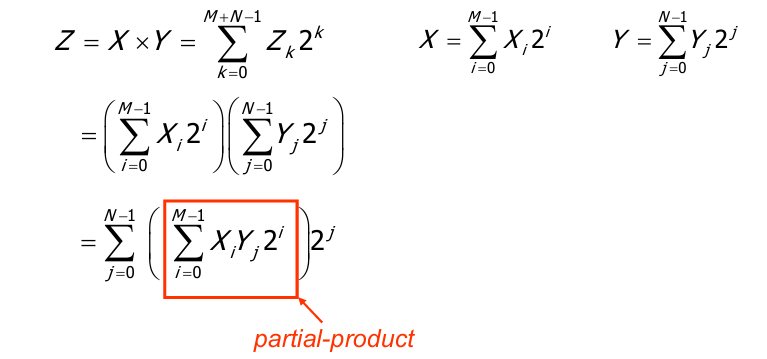 Z = X × Y = \sum_{k=0}^{M+N-1} Z_k 2^k    X = \sum_{i=0}^{M-1} X_i 2^i    Y = \sum_{j=0}^{N-1} Y_j 2^j
= \left( \sum_{i=0}^{M-1} X_i 2^i \right) \left( \sum_{j=0}^{N-1} Y_j 2^j \right)
= \sum_{j=0}^{N-1} \left( \sum_{i=0}^{M-1} X_i Y_j 2^i \right) 2^j
partial-product